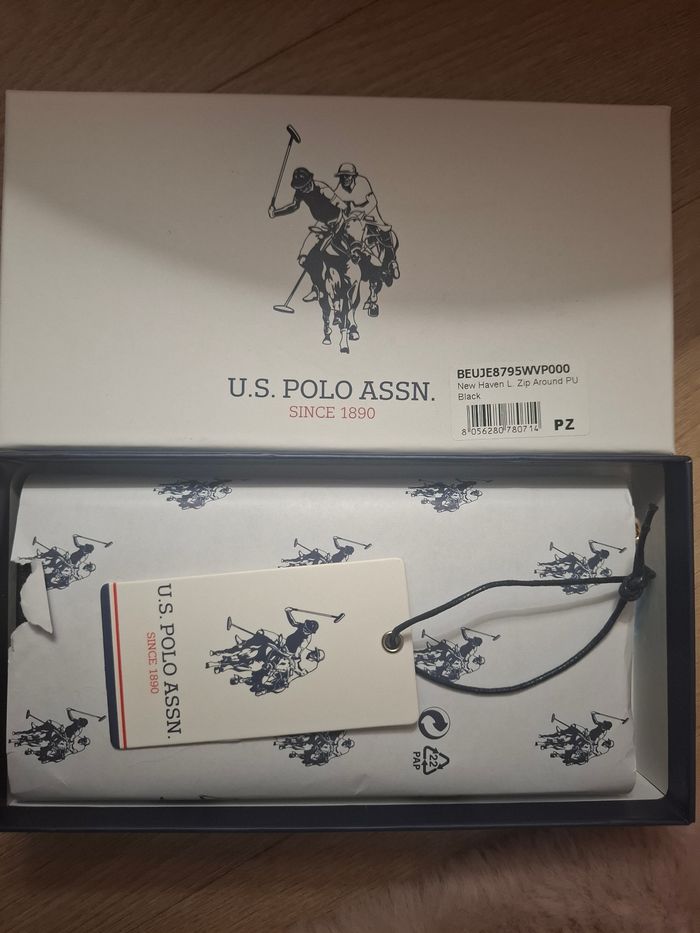 U.S. POLO ASSN.
SINCE 1890
BEUJE8795WVP000
New Haven L. Zip Around PU
Black
8 056280 780714
PZ
U.S. POLO ASSN.
SINCE 1890
22
PAP